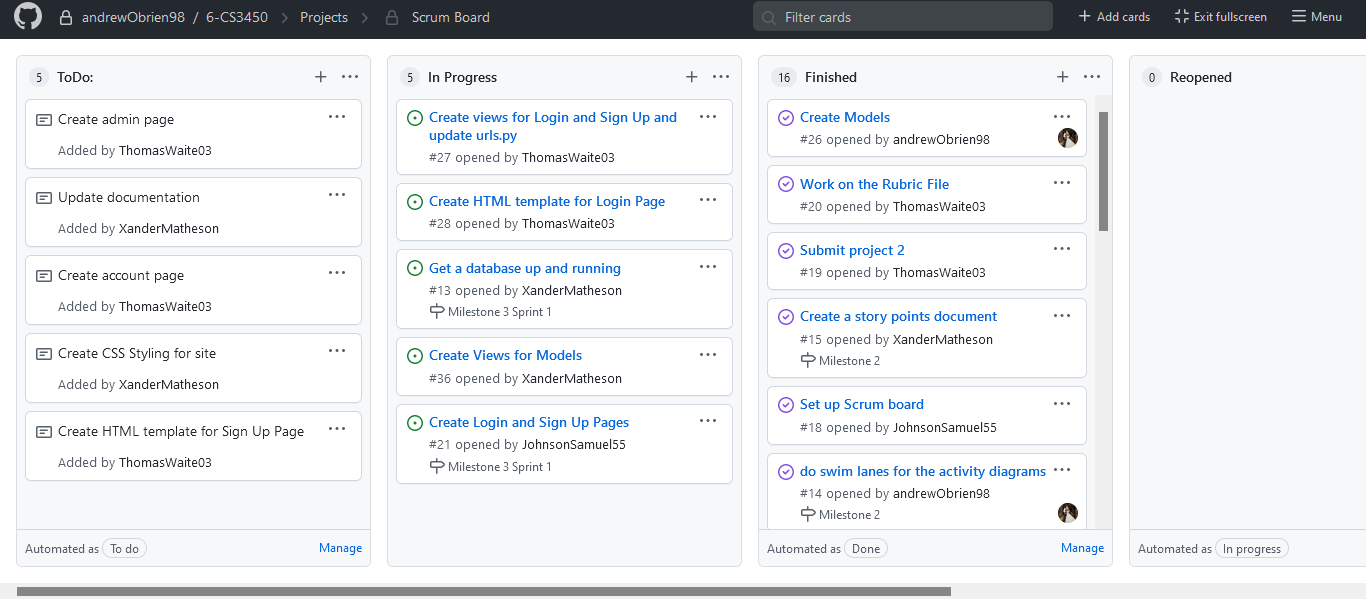 andrewObrien98 / 6-CS3450 Projects Scrum Board
Filter cards
Add cards
Exit fullscreen
Menu
5 ToDo:
Create admin page
Added by ThomasWaite03
Update documentation
Added by XanderMatheson
Create account page
Added by ThomasWaite03
Create CSS Styling for site
Added by XanderMatheson
Create HTML template for Sign Up Page
Added by ThomasWaite03
Automated as To do
Manage
5 In Progress
Create views for Login and Sign Up and
update urls.py
#27 opened by ThomasWaite03
Create HTML template for Login Page
#28 opened by ThomasWaite03
Get a database up and running
#13 opened by XanderMatheson
Milestone 3 Sprint 1
Create Views for Models
#36 opened by XanderMatheson
Create Login and Sign Up Pages
#21 opened by JohnsonSamuel55
Milestone 3 Sprint 1
16 Finished
Create Models
#26 opened by andrewObrien98
Work on the Rubric File
#20 opened by ThomasWaite03
Submit project 2
#19 opened by ThomasWaite03
Create a story points document
#15 opened by XanderMatheson
Milestone 2
Set up Scrum board
#18 opened by JohnsonSamuel55
do swim lanes for the activity diagrams
#14 opened by andrewObrien98
Milestone 2
Automated as Done
Manage
0 Reopened
Automated as In progress